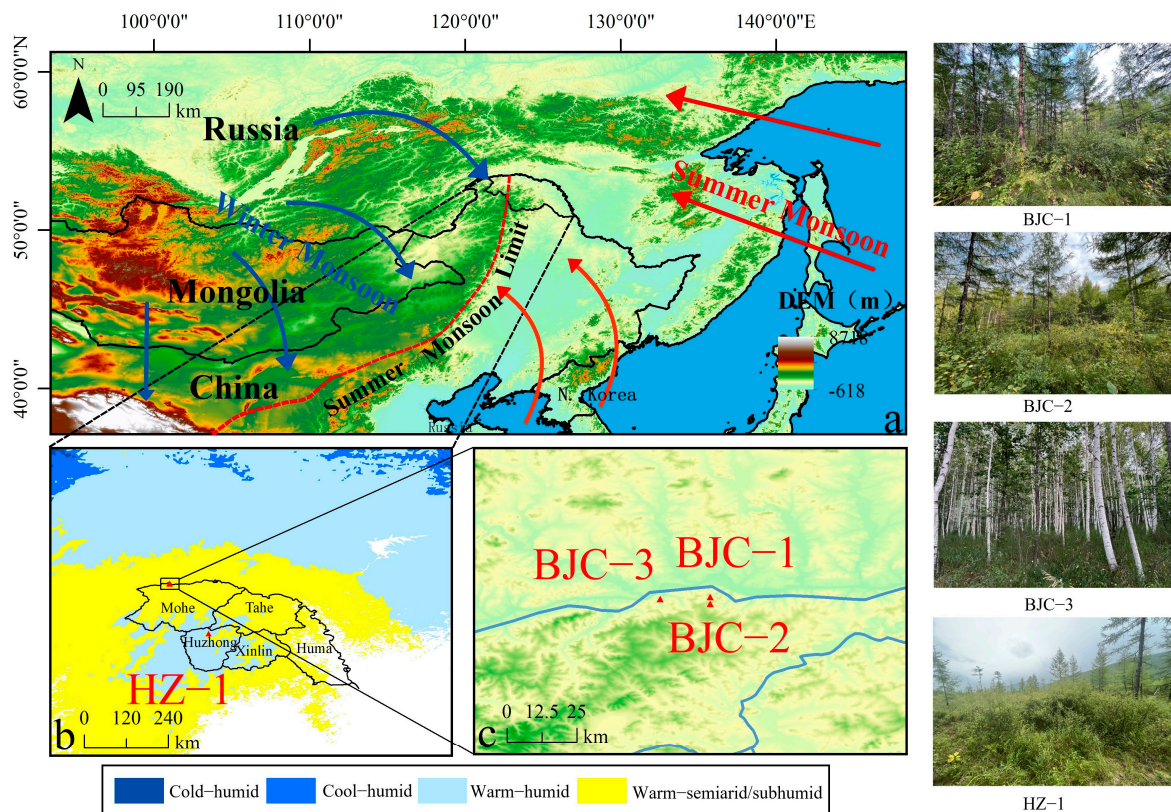 100°0'0"E 110°0'0"E 120°0'0"E 130°0'0"E 140°0'0"E
60°0'0"N
50°0'0"N
40°0'0"N
N
0 95 190
km
Russia
Winter Monsoon
Mongolia
China
Summer Monsoon Limit
Summer Monsoon
DEM（m）
8718
-618
N. Korea
Russia
a
Mohe
Tahe
Huzhong
Xinlin
Huma
HZ−1
0 120 240
km
b
BJC−3
BJC−1
BJC−2
0 12.5 25
km
c
Cold−humid
Cool−humid
Warm−humid
Warm−semiarid/subhumid
BJC−1
BJC−2
BJC−3
HZ−1